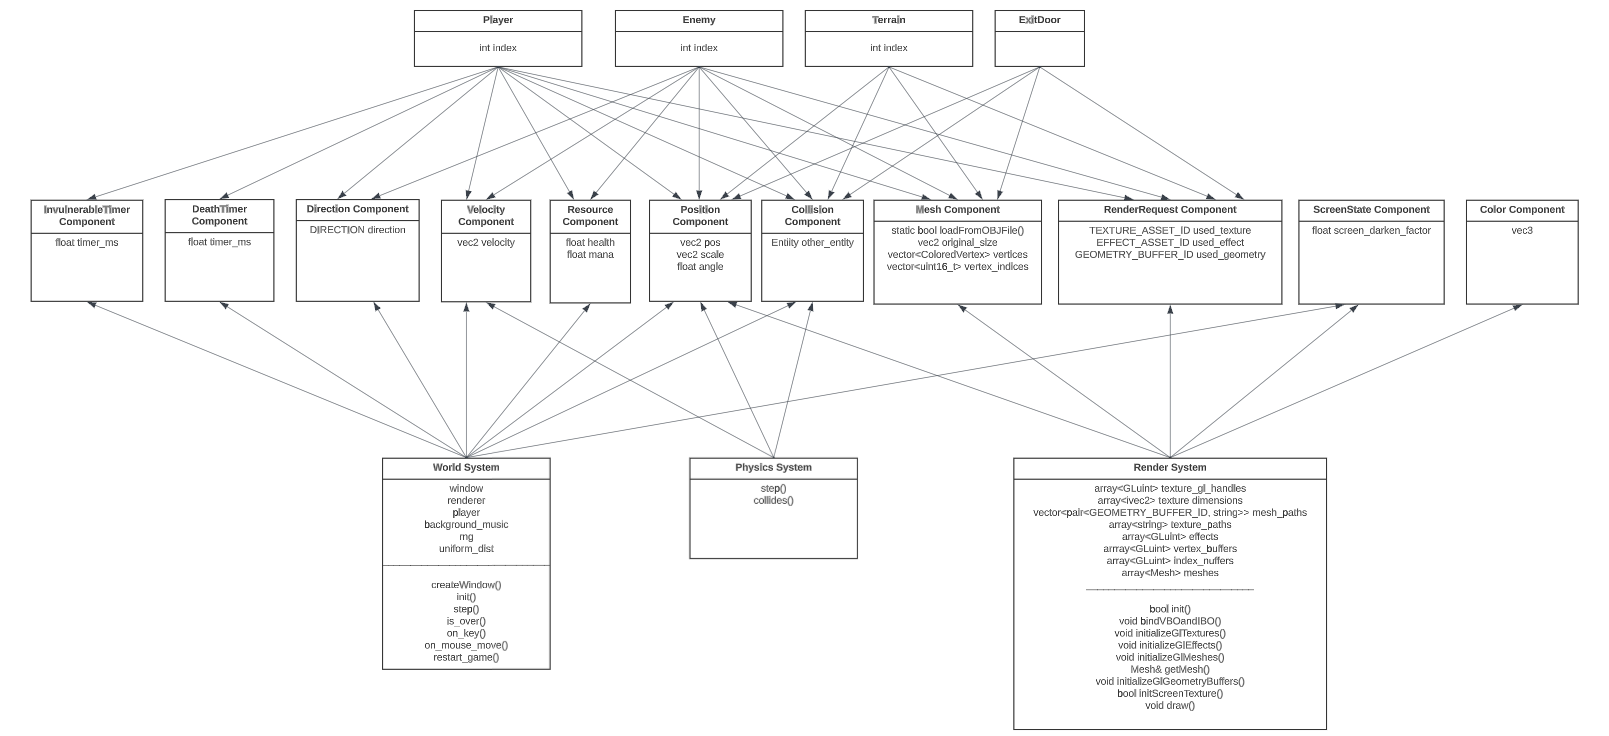 Player
int index
Enemy
int index
Terrain
int index
ExitDoor
InvulnerableTimer
Component
float timer_ms
DeathTimer
Component
float timer_ms
Direction Component
DIRECTION direction
Velocity
Component
vec2 velocity
Resource
Component
float health
float mana
Position
Component
vec2 pos
vec2 scale
float angle
Collision
Component
Entiity other_entity
Mesh Component
static bool loadFromOBJFile()
vec2 original_size
vector<ColoredVertex> vertices
vector<uint16_t> vertex_indices
RenderRequest Component
TEXTURE_ASSET_ID used_texture
EFFECT_ASSET_ID used_effect
GEOMETRY_BUFFER_ID used_geometry
ScreenState Component
float screen_darken_factor
Color Component
vec3
World System
window
renderer
player
background_music
rng
uniform_dist
createWindow()
init()
step()
is_over()
on_key()
on_mouse_move()
restart_game()
Physics System
step()
collides()
Render System
array<GLuint> texture_gl_handles
array<ivec2> texture dimensions
vector<pair<GEOMETRY_BUFFER_ID, string>> mesh_paths
array<string> texture_paths
array<GLuint> effects
arrray<GLuint> vertex_buffers
array<GLuint> index_nuffers
array<Mesh> meshes
bool init()
void bindVBOandIBO()
void initializeGlTextures()
void initializeGlEffects()
void initializeGlMeshes()
Mesh& getMesh()
void initializeGlGeometryBuffers()
bool initScreenTexture()
void draw()